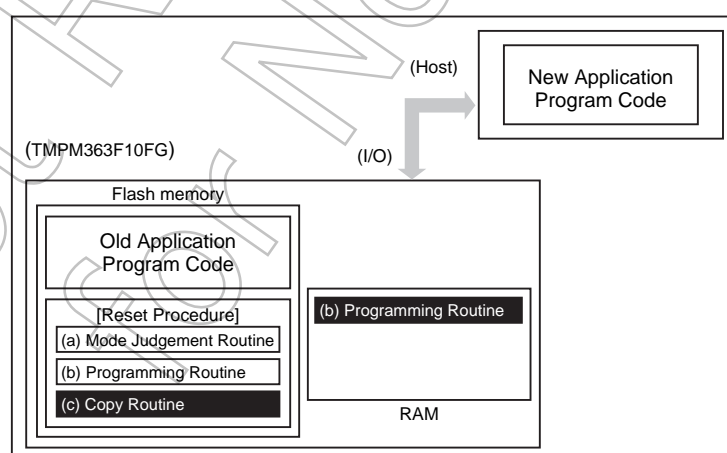 (Host)
New Application
Program Code
(TMPM363F10FG)
(I/O)
Flash memory
Old Application
Program Code
[Reset Procedure]
(a) Mode Judgement Routine
(b) Programming Routine
(c) Copy Routine
(b) Programming Routine
RAM